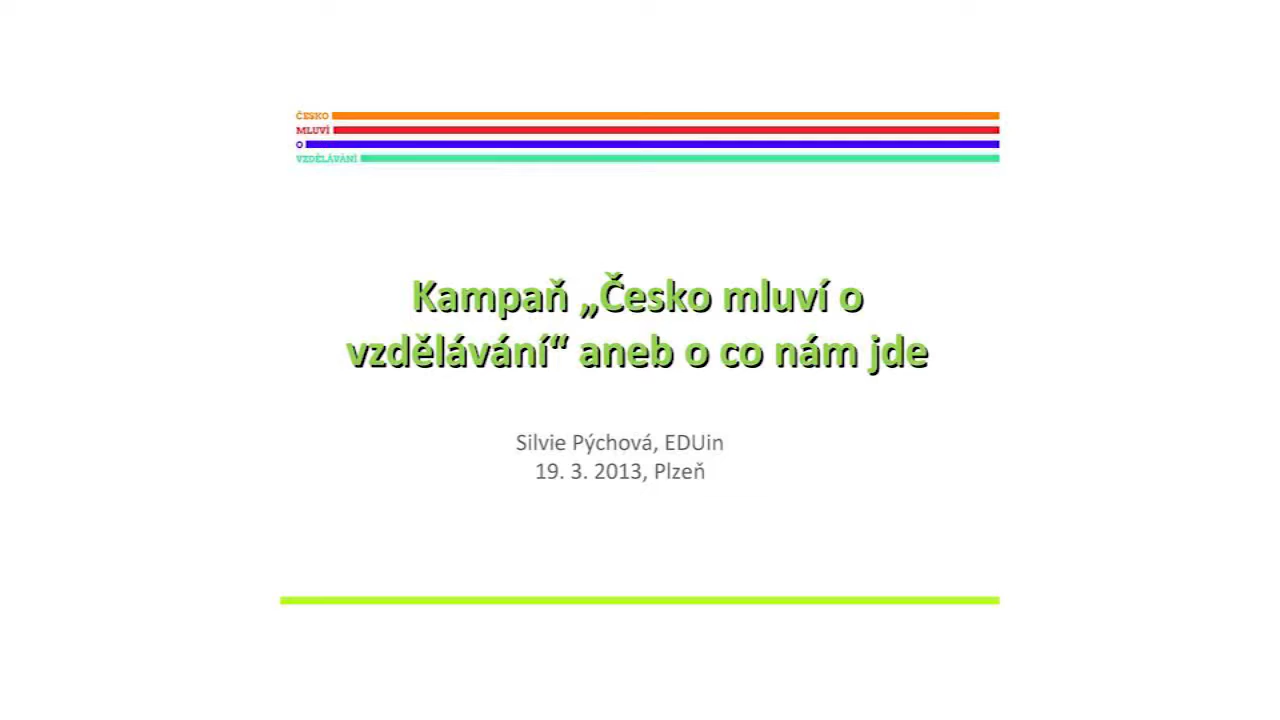 ČESKO
MLUVÍ
O
VZDĚLÁVÁNÍ
Kampaň „Česko mluví o
vzdělávání“ aneb o co nám jde
Silvie Pýchová, EDUin
19. 3. 2013, Plzeň